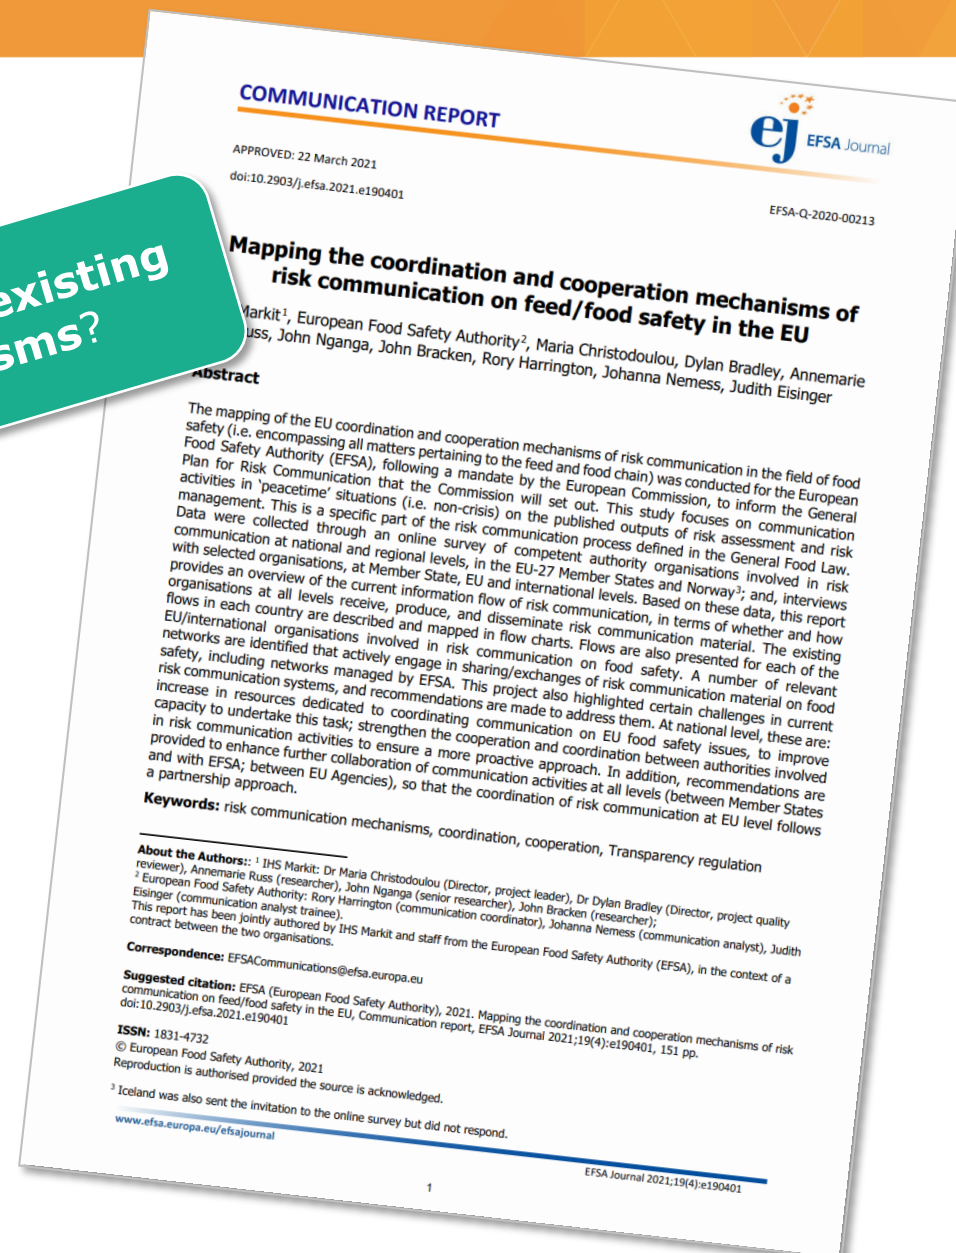 existing
sms?
COMMUNICATION REPORT
ej EFSA Journal
APPROVED: 22 March 2021
doi:10.2903/j.efsa.2021.e190401
EFSA-Q-2020-00213
Mapping the coordination and cooperation mechanisms of
risk communication on feed/food safety in the EU
Markit¹, European Food Safety Authority², Maria Christodoulou, Dylan Bradley, Annemarie
uss, John Nganga, John Bracken, Rory Harrington, Johanna Nemess, Judith Eisinger
Abstract
The mapping of the EU coordination and cooperation mechanisms of risk communication in the field of food
safety (i.e. encompassing all matters pertaining to the feed and food chain) was conducted for the European
Food Safety Authority (EFSA), following a mandate by the European Commission, to inform the General
Plan for Risk Communication that the Commission will set out. This study focuses on communication
activities in ‘peacetime’ situations (i.e. non-crisis) on the published outputs of risk assessment and risk
management. This is a specific part of the risk communication process defined in the General Food Law.
Data were collected through an online survey of competent authority organisations involved in risk
communication at national and regional levels, in the EU-27 Member States and Norway³; and, interviews
with selected organisations, at Member State, EU and international levels. Based on these data, this report
provides an overview of the current information flow of risk communication, in terms of whether and how
organisations at all levels receive, produce, and disseminate risk communication material. The existing
flows in each country are described and mapped in flow charts. Flows are also presented for each of the
EU/international organisations involved in risk communication on food safety. A number of relevant
networks are identified that actively engage in sharing/exchanges of risk communication material on food
safety, including networks managed by EFSA. This project also highlighted certain challenges in current
risk communication systems, and recommendations are made to address them. At national level, these are:
increase in resources dedicated to coordinating communication on EU food safety issues, to improve
capacity to undertake this task; strengthen the cooperation and coordination between authorities involved
in risk communication activities to ensure a more proactive approach. In addition, recommendations are
provided to enhance further collaboration of communication activities at all levels (between Member States
and with EFSA; between EU Agencies), so that the coordination of risk communication at EU level follows
a partnership approach.
Keywords: risk communication mechanisms, coordination, cooperation, Transparency regulation
About the Authors:: ¹ IHS Markit: Dr Maria Christodoulou (Director, project leader), Dr Dylan Bradley (Director, project quality
reviewer), Annemarie Russ (researcher), John Nganga (senior researcher), John Bracken (researcher);
² European Food Safety Authority: Rory Harrington (communication coordinator), Johanna Nemess (communication analyst), Judith
Eisinger (communication analyst trainee).
This report has been jointly authored by IHS Markit and staff from the European Food Safety Authority (EFSA), in the context of a
contract between the two organisations.
Correspondence: EFSACommunications@efsa.europa.eu
Suggested citation: EFSA (European Food Safety Authority), 2021. Mapping the coordination and cooperation mechanisms of risk
communication on feed/food safety in the EU, Communication report, EFSA Journal 2021;19(4):e190401, 151 pp.
doi:10.2903/j.efsa.2021.e190401
ISSN: 1831-4732
© European Food Safety Authority, 2021
Reproduction is authorised provided the source is acknowledged.
³ Iceland was also sent the invitation to the online survey but did not respond.
www.efsa.europa.eu/efsajournal
EFSA Journal 2021;19(4):e190401
1